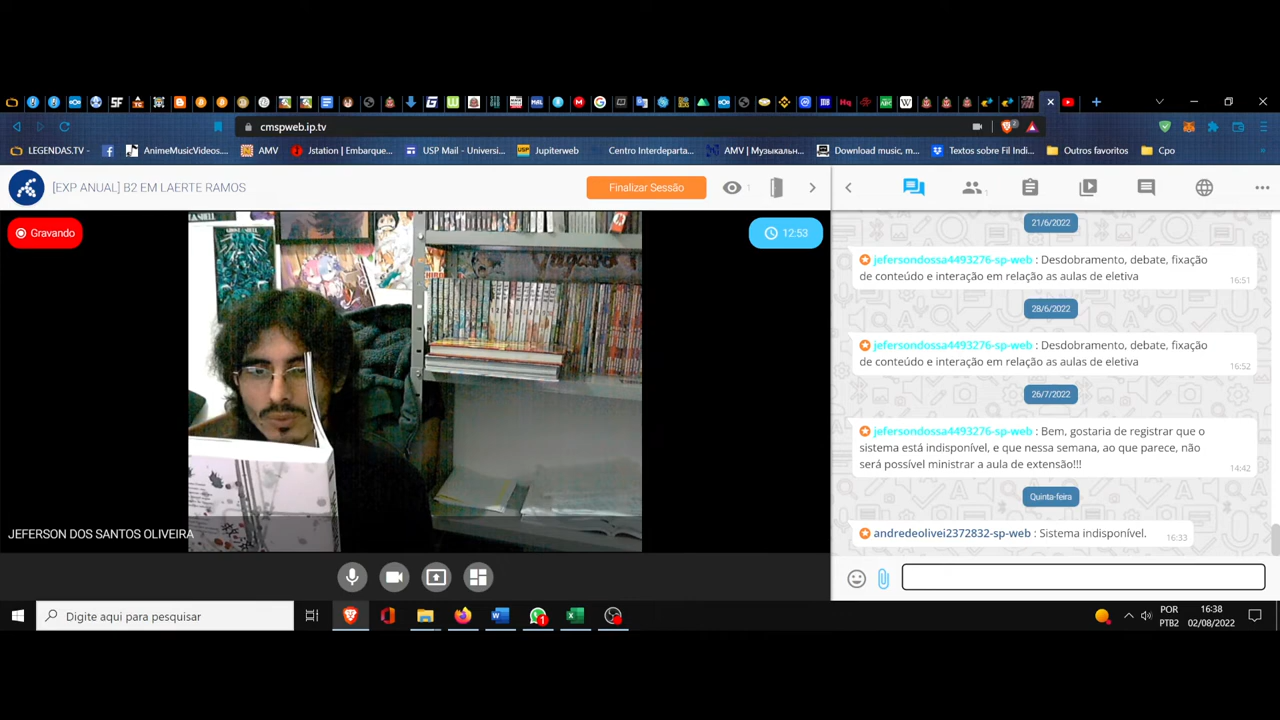 cmspweb.ip.tv
2
LEGENDAS.TV -
AnimeMusicVideos...
AMV
Jstation | Embarque...
USP Mail - Universi...
Jupiterweb
Centro Interdeparta...
AMV | Музыкальн...
Download music, m...
Textos sobre Fil Indi...
Outros favoritos
Cpo
[EXP ANUAL] B2 EM LAERTE RAMOS
Finalizar Sessão
1
1
Gravando
12:53
JEFERSON DOS SANTOS OLIVEIRA
21/6/2022
jefersondossa4493276-sp-web : Desdobramento, debate, fixação
de conteúdo e interação em relação as aulas de eletiva
16:51
28/6/2022
jefersondossa4493276-sp-web : Desdobramento, debate, fixação
de conteúdo e interação em relação as aulas de eletiva
16:52
26/7/2022
jefersondossa4493276-sp-web : Bem, gostaria de registrar que o
sistema está indisponível, e que nessa semana, ao que parece, não
será possível ministrar a aula de extensão!!!
14:42
Quinta-feira
andredeolivei2372832-sp-web : Sistema indisponível.
16:33
Digite aqui para pesquisar
1
POR
PTB2
16:38
02/08/2022